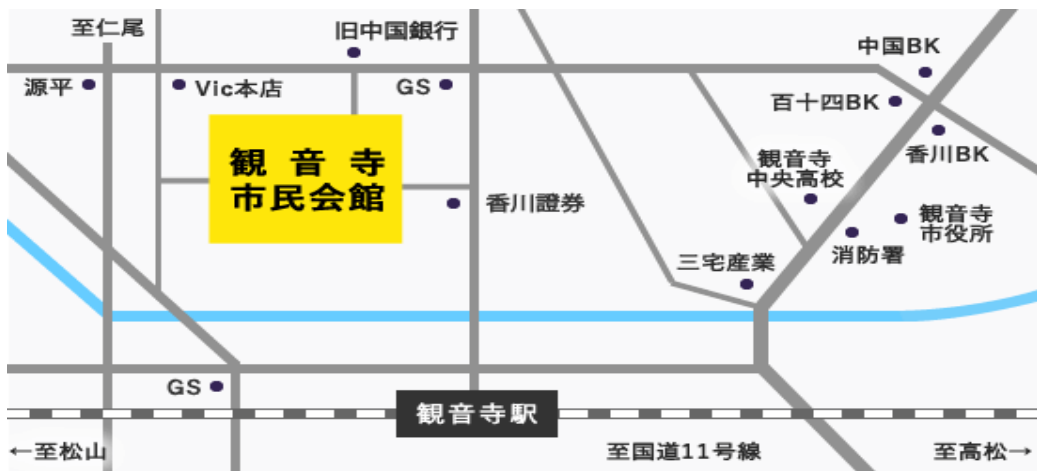 至仁尾
旧中国銀行
中国BK
源平
Vic本店
GS
百十四BK
観音寺
市民会館
香川BK
観音寺
中央高校
香川證券
観音寺
市役所
消防署
三宅産業
GS
観音寺駅
←至松山
至国道11号線
至高松→